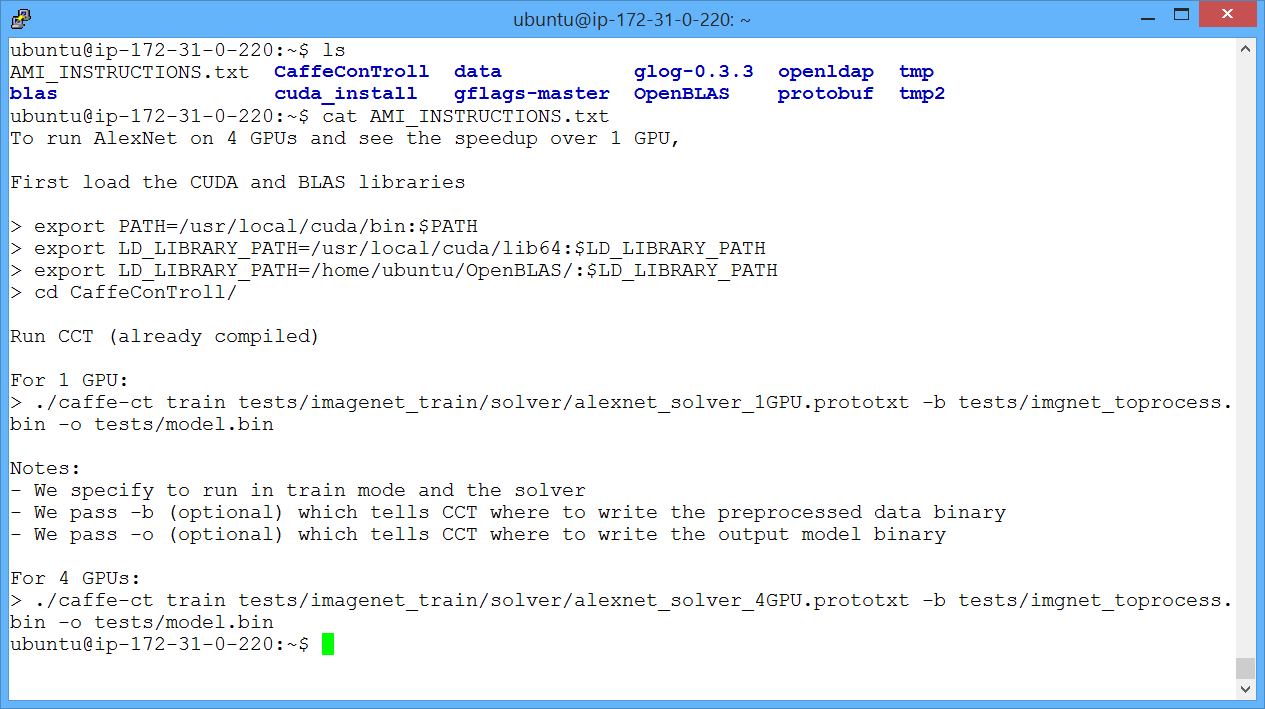 ubuntu@ip-172-31-0-220: ~
ubuntu@ip-172-31-0-220:~$ ls
AMI_INSTRUCTIONS.txt  CaffeConTroll  data           glog-0.3.3  openldap  tmp
blas                  cuda_install   gflags-master  OpenBLAS    protobuf  tmp2
ubuntu@ip-172-31-0-220:~$ cat AMI_INSTRUCTIONS.txt
To run AlexNet on 4 GPUs and see the speedup over 1 GPU,
First load the CUDA and BLAS libraries
> export PATH=/usr/local/cuda/bin:$PATH
> export LD_LIBRARY_PATH=/usr/local/cuda/lib64:$LD_LIBRARY_PATH
> export LD_LIBRARY_PATH=/home/ubuntu/OpenBLAS/:$LD_LIBRARY_PATH
> cd CaffeConTroll/
Run CCT (already compiled)
For 1 GPU:
> ./caffe-ct train tests/imagenet_train/solver/alexnet_solver_1GPU.prototxt -b tests/imgnet_toprocess.
bin -o tests/model.bin
Notes:
- We specify to run in train mode and the solver
- We pass -b (optional) which tells CCT where to write the preprocessed data binary
- We pass -o (optional) which tells CCT where to write the output model binary
For 4 GPUs:
> ./caffe-ct train tests/imagenet_train/solver/alexnet_solver_4GPU.prototxt -b tests/imgnet_toprocess.
bin -o tests/model.bin
ubuntu@ip-172-31-0-220:~$